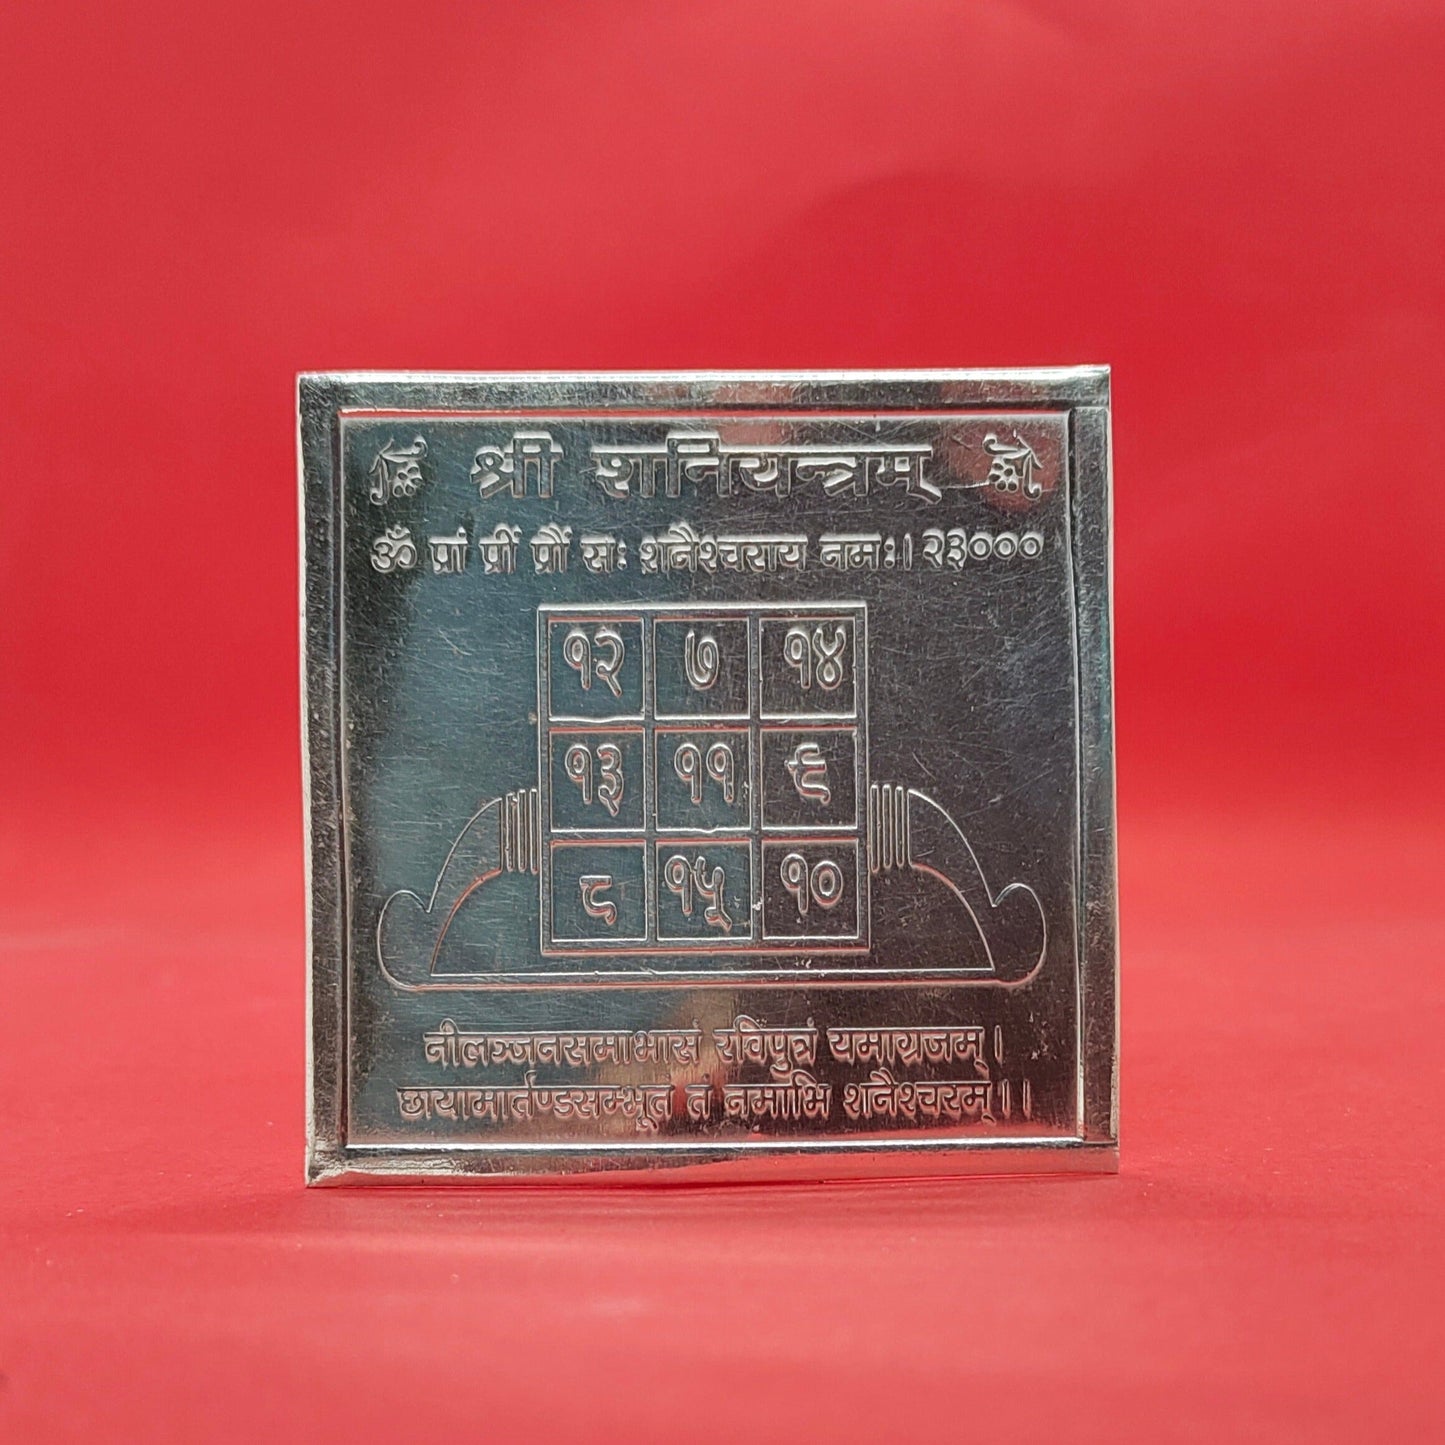 श्री शनियन्त्रम्
ॐ प्रां प्रीं प्रौं सः शनैश्चराय नमः। २३०००
१२ ७ १४
१३ ११ ९
८ १५ १०
नीलञ्जनसमाभासं रविपुत्रं यमाग्रजम्।
छायामार्तण्डसम्भूतं तं नमामि शनैश्चरम्।।